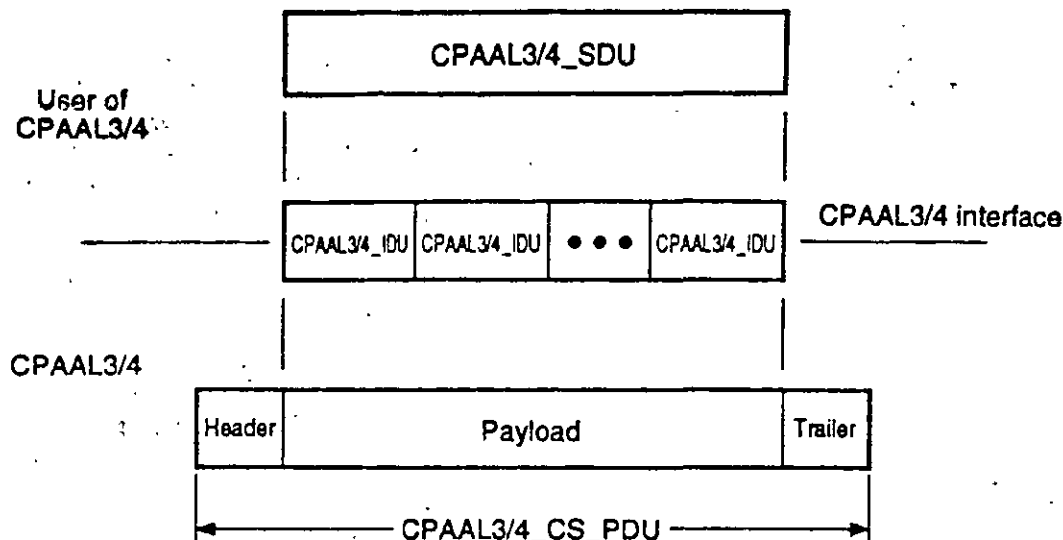 CPAAL3/4_SDU
User of
CPAAL3/4
CPAAL3/4 interface
CPAAL3/4_IDU CPAAL3/4_IDU ●●● CPAAL3/4_IDU
CPAAL3/4
Header Payload Trailer
CPAAL3/4_CS_PDU